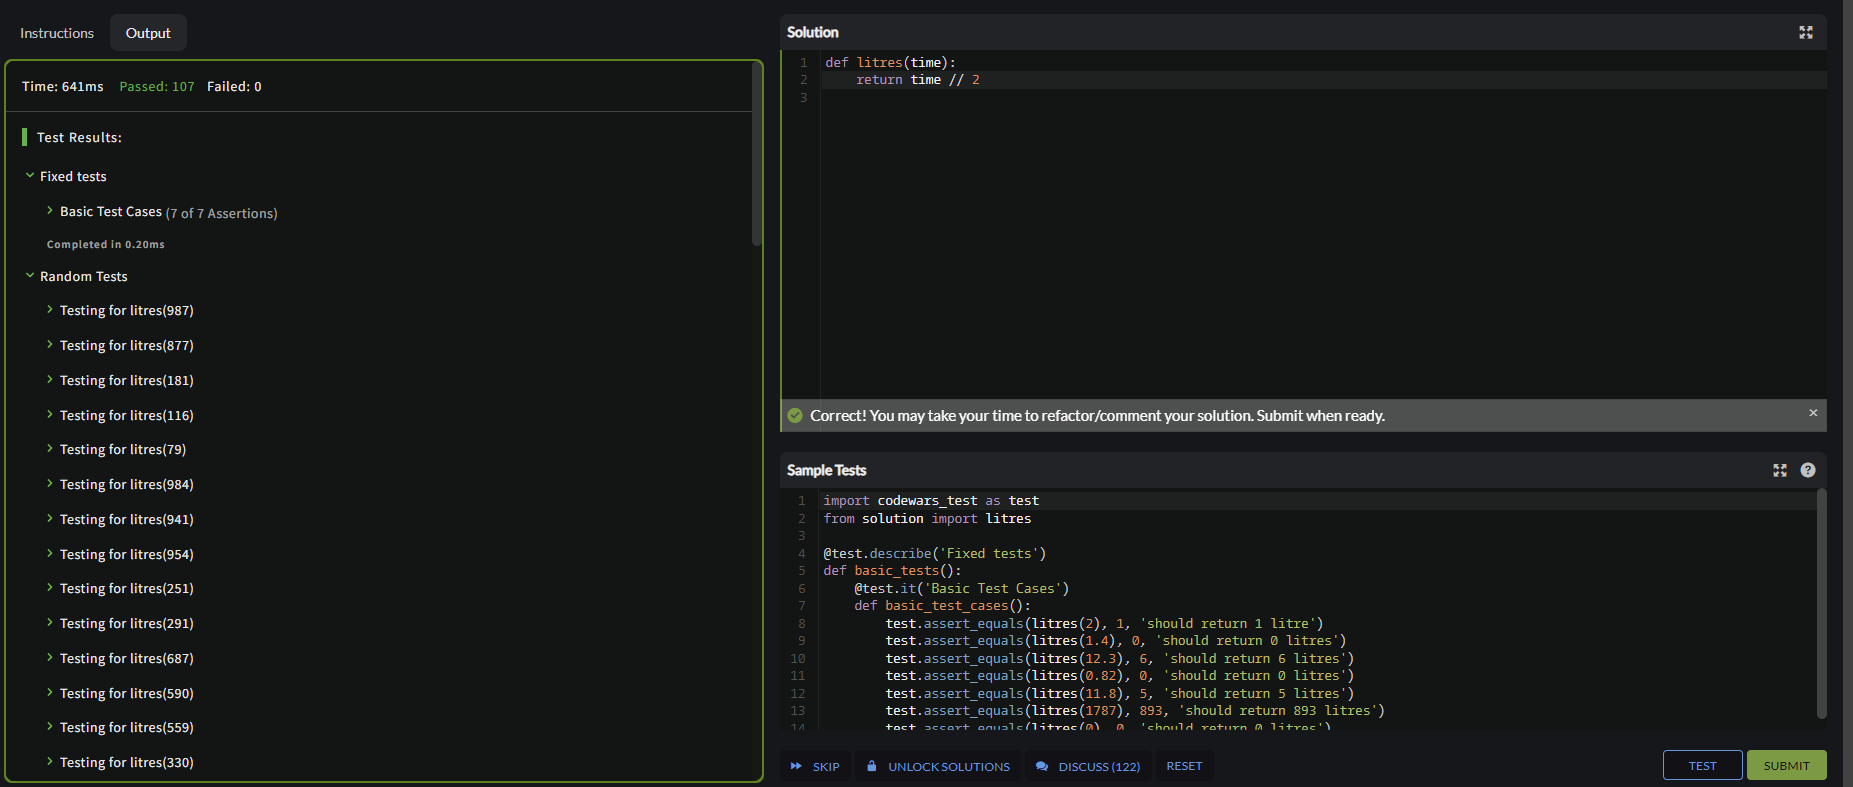 Instructions
Output
Time: 641ms Passed: 107 Failed: 0
Test Results:
Fixed tests
Basic Test Cases (7 of 7 Assertions)
Completed in 0.20ms
Random Tests
Testing for litres(987)
Testing for litres(877)
Testing for litres(181)
Testing for litres(116)
Testing for litres(79)
Testing for litres(984)
Testing for litres(941)
Testing for litres(954)
Testing for litres(251)
Testing for litres(291)
Testing for litres(687)
Testing for litres(590)
Testing for litres(559)
Testing for litres(330)
Solution
1 def litres(time):
2     return time // 2
3
Correct! You may take your time to refactor/comment your solution. Submit when ready.
Sample Tests
1 import codewars_test as test
2 from solution import litres
3
4 @test.describe('Fixed tests')
5 def basic_tests():
6     @test.it('Basic Test Cases')
7     def basic_test_cases():
8         test.assert_equals(litres(2), 1, 'should return 1 litre')
9         test.assert_equals(litres(1.4), 0, 'should return 0 litres')
10         test.assert_equals(litres(12.3), 6, 'should return 6 litres')
11         test.assert_equals(litres(0.82), 0, 'should return 0 litres')
12         test.assert_equals(litres(11.8), 5, 'should return 5 litres')
13         test.assert_equals(litres(1787), 893, 'should return 893 litres')
14         test.assert_equals(litres(0), 0, 'should return 0 litres')
SKIP
UNLOCK SOLUTIONS
DISCUSS (122)
RESET
TEST
SUBMIT